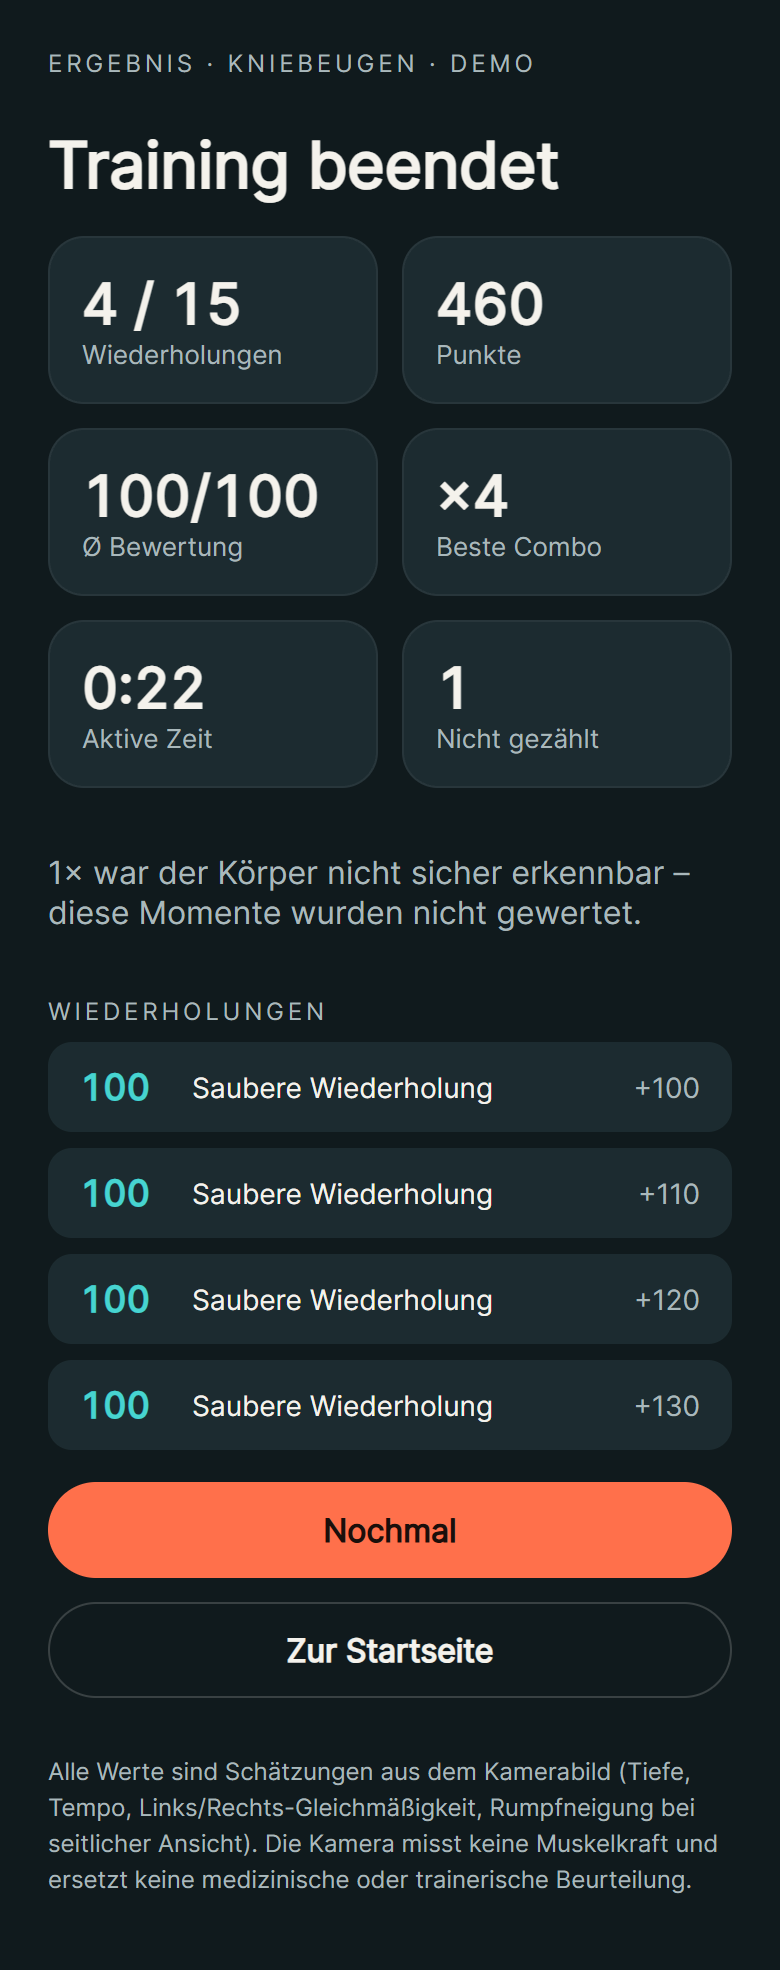 ERGEBNIS · KNIEBEUGEN · DEMO
Training beendet
4 / 15
Wiederholungen
460
Punkte
100/100
Ø Bewertung
×4
Beste Combo
0:22
Aktive Zeit
1
Nicht gezählt
1× war der Körper nicht sicher erkennbar –
diese Momente wurden nicht gewertet.
WIEDERHOLUNGEN
100 Saubere Wiederholung +100
100 Saubere Wiederholung +110
100 Saubere Wiederholung +120
100 Saubere Wiederholung +130
Nochmal
Zur Startseite
Alle Werte sind Schätzungen aus dem Kamerabild (Tiefe,
Tempo, Links/Rechts-Gleichmäßigkeit, Rumpfneigung bei
seitlicher Ansicht). Die Kamera misst keine Muskelkraft und
ersetzt keine medizinische oder trainerische Beurteilung.